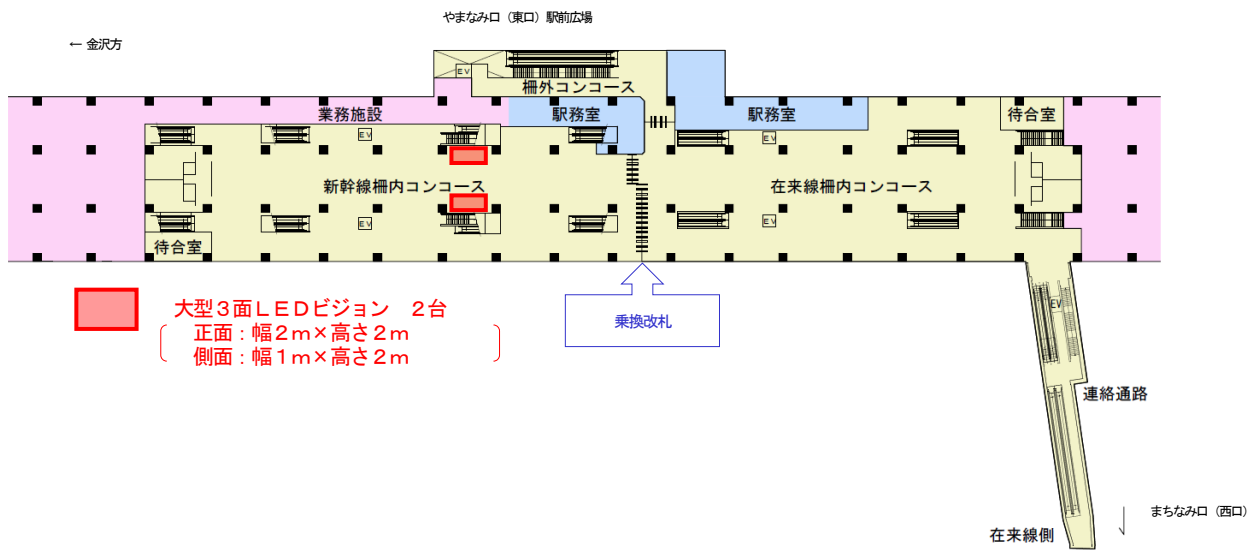 やまなみ口（東口）駅前広場
← 金沢方
EV
柵外コンコース
業務施設
駅務室
駅務室
待合室
EV
EV
新幹線柵内コンコース
在来線柵内コンコース
EV
EV
待合室
大型３面ＬＥＤビジョン　２台
正面：幅２ｍ×高さ２ｍ
側面：幅１ｍ×高さ２ｍ
乗換改札
EV
連絡通路
まちなみ口（西口）
在来線側